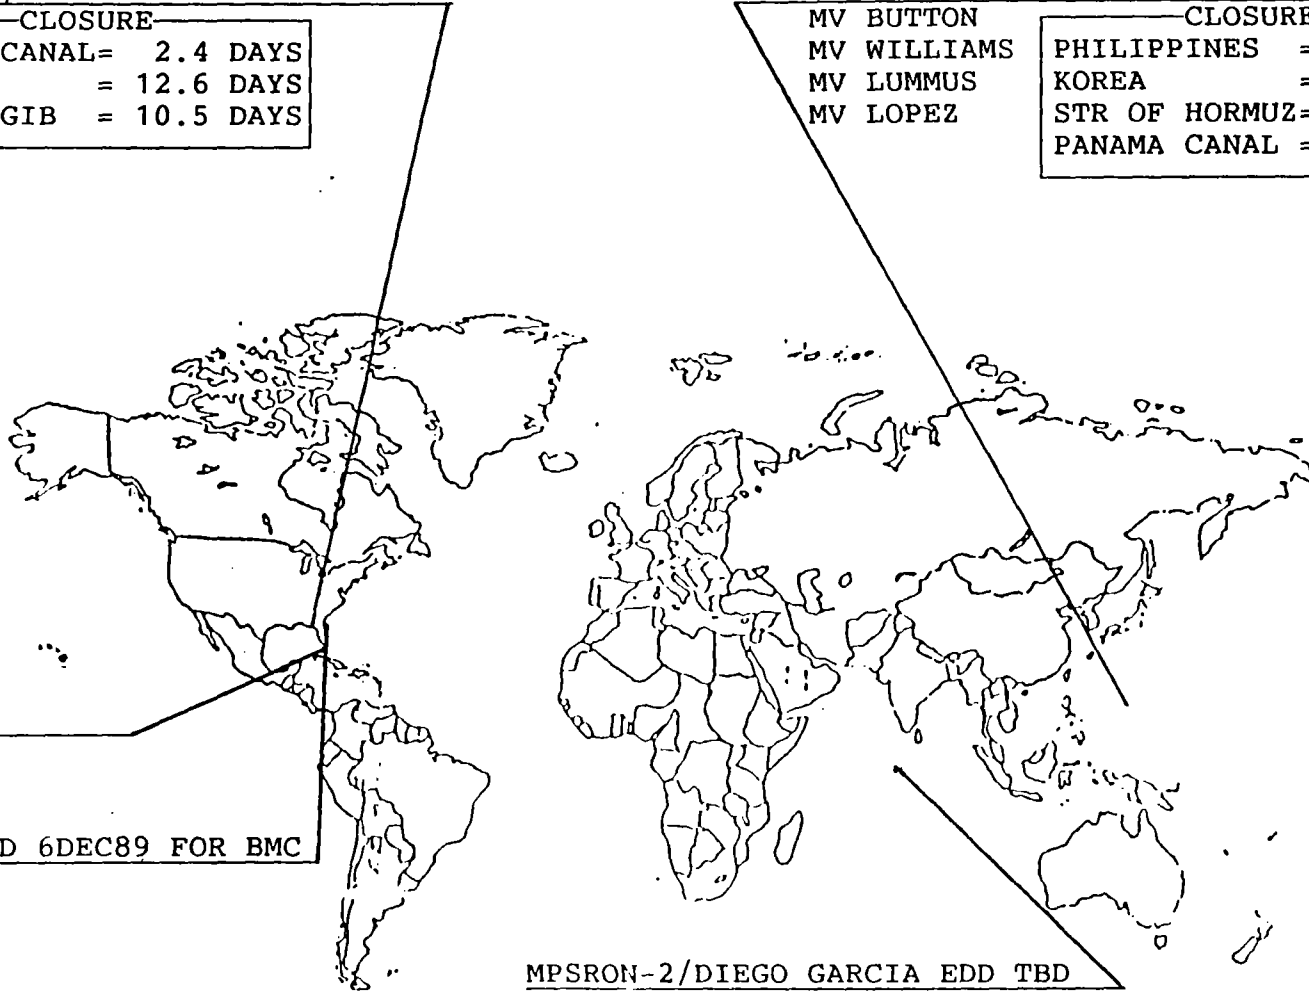 CLOSURE
CANAL= 2.4 DAYS
= 12.6 DAYS
GIB = 10.5 DAYS
MV BUTTON
MV WILLIAMS
MV LUMMUS
MV LOPEZ
CLOSURE
PHILIPPINES =
KOREA =
STR OF HORMUZ=
PANAMA CANAL =
D 6DEC89 FOR BMC
MPSRON-2/DIEGO GARCIA EDD TBD